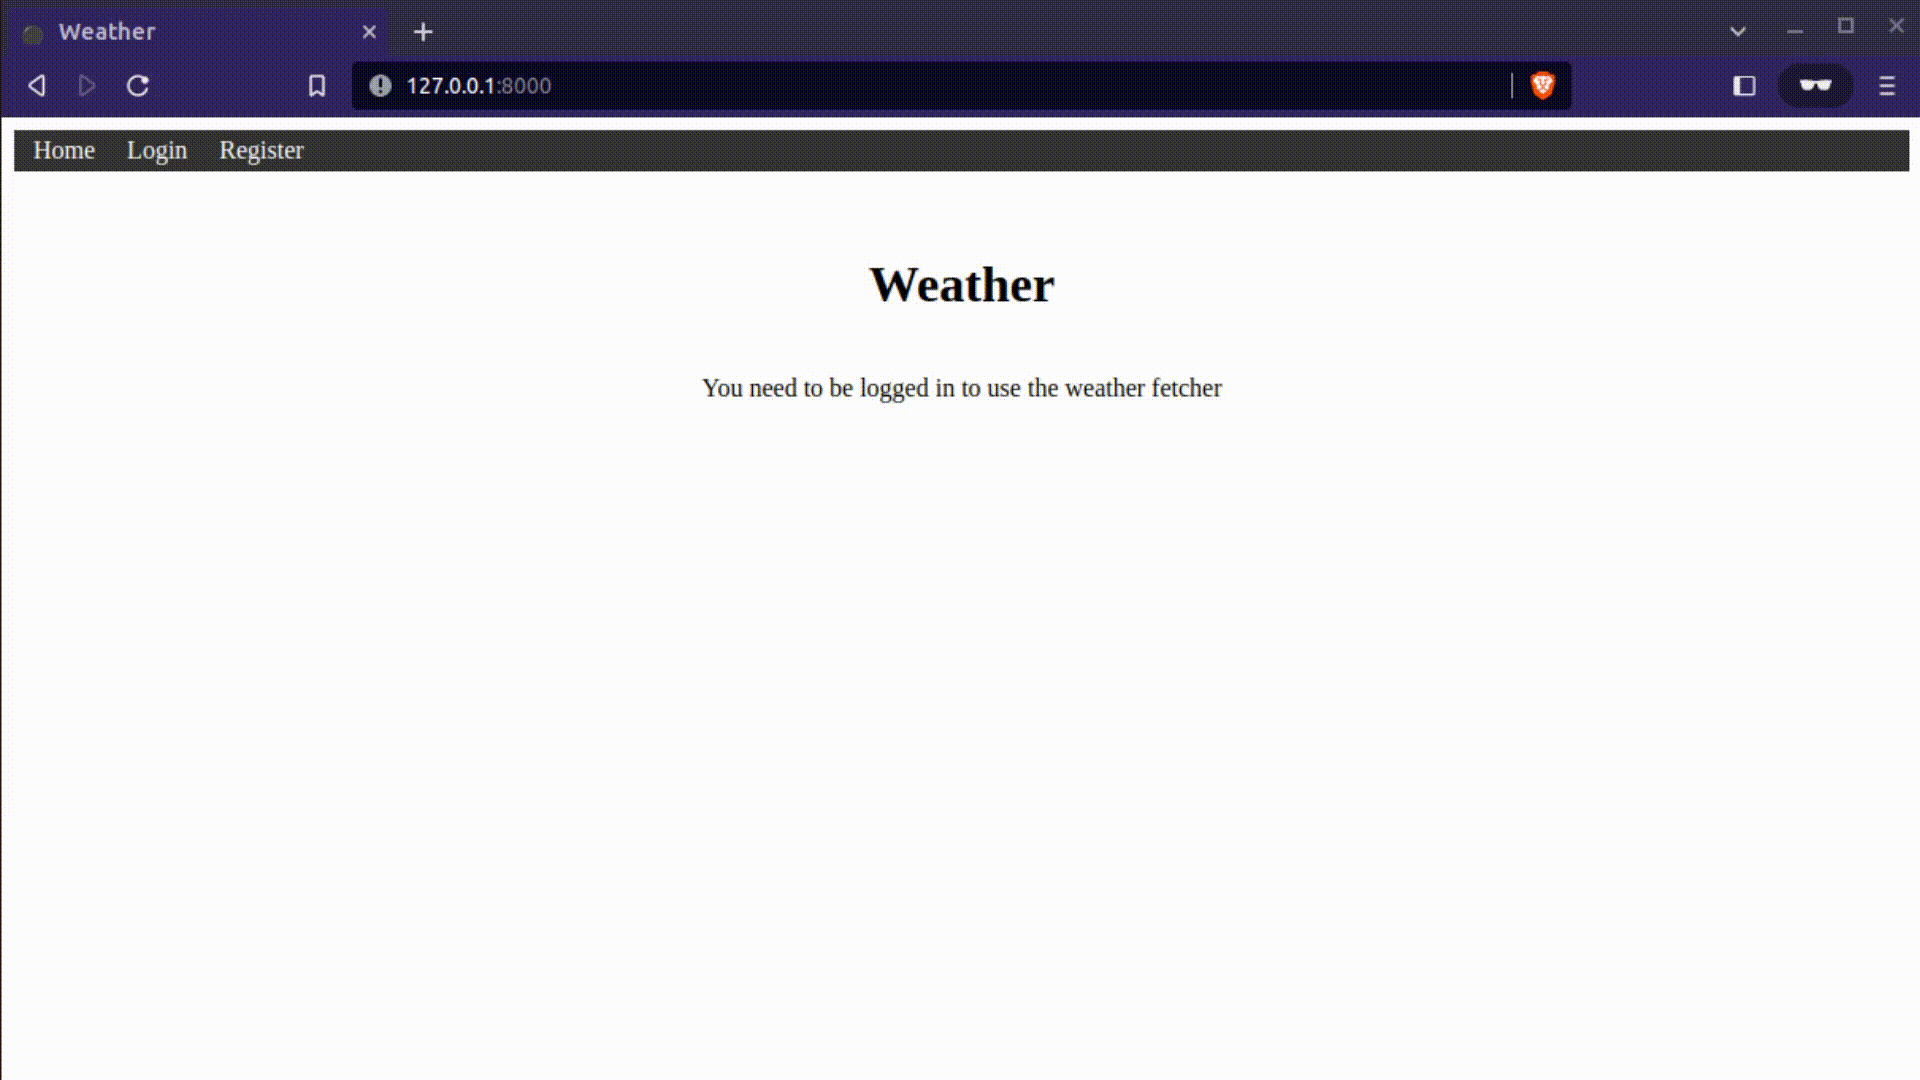 Weather
127.0.0.1:8000
Home Login Register
Weather
You need to be logged in to use the weather fetcher